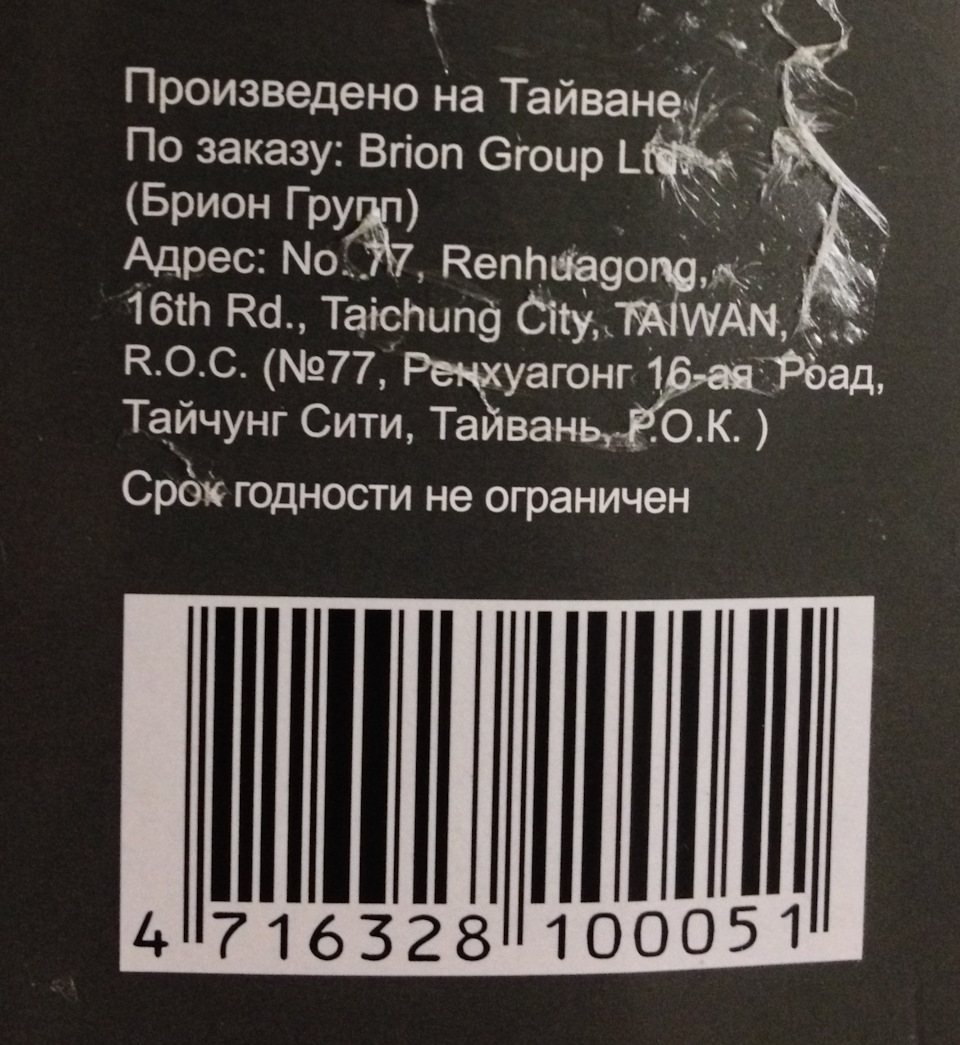 Произведено на Тайване
По заказу: Brion Group Ltd.
(Брион Групп)
Адрес: No. 77, Renhuagong,
16th Rd., Taichung City, TAIWAN,
R.O.C. (№77, Ренхуагонг 16-ая Роад,
Тайчунг Сити, Тайвань, Р.О.К. )
Срок годности не ограничен
4 716328 100051